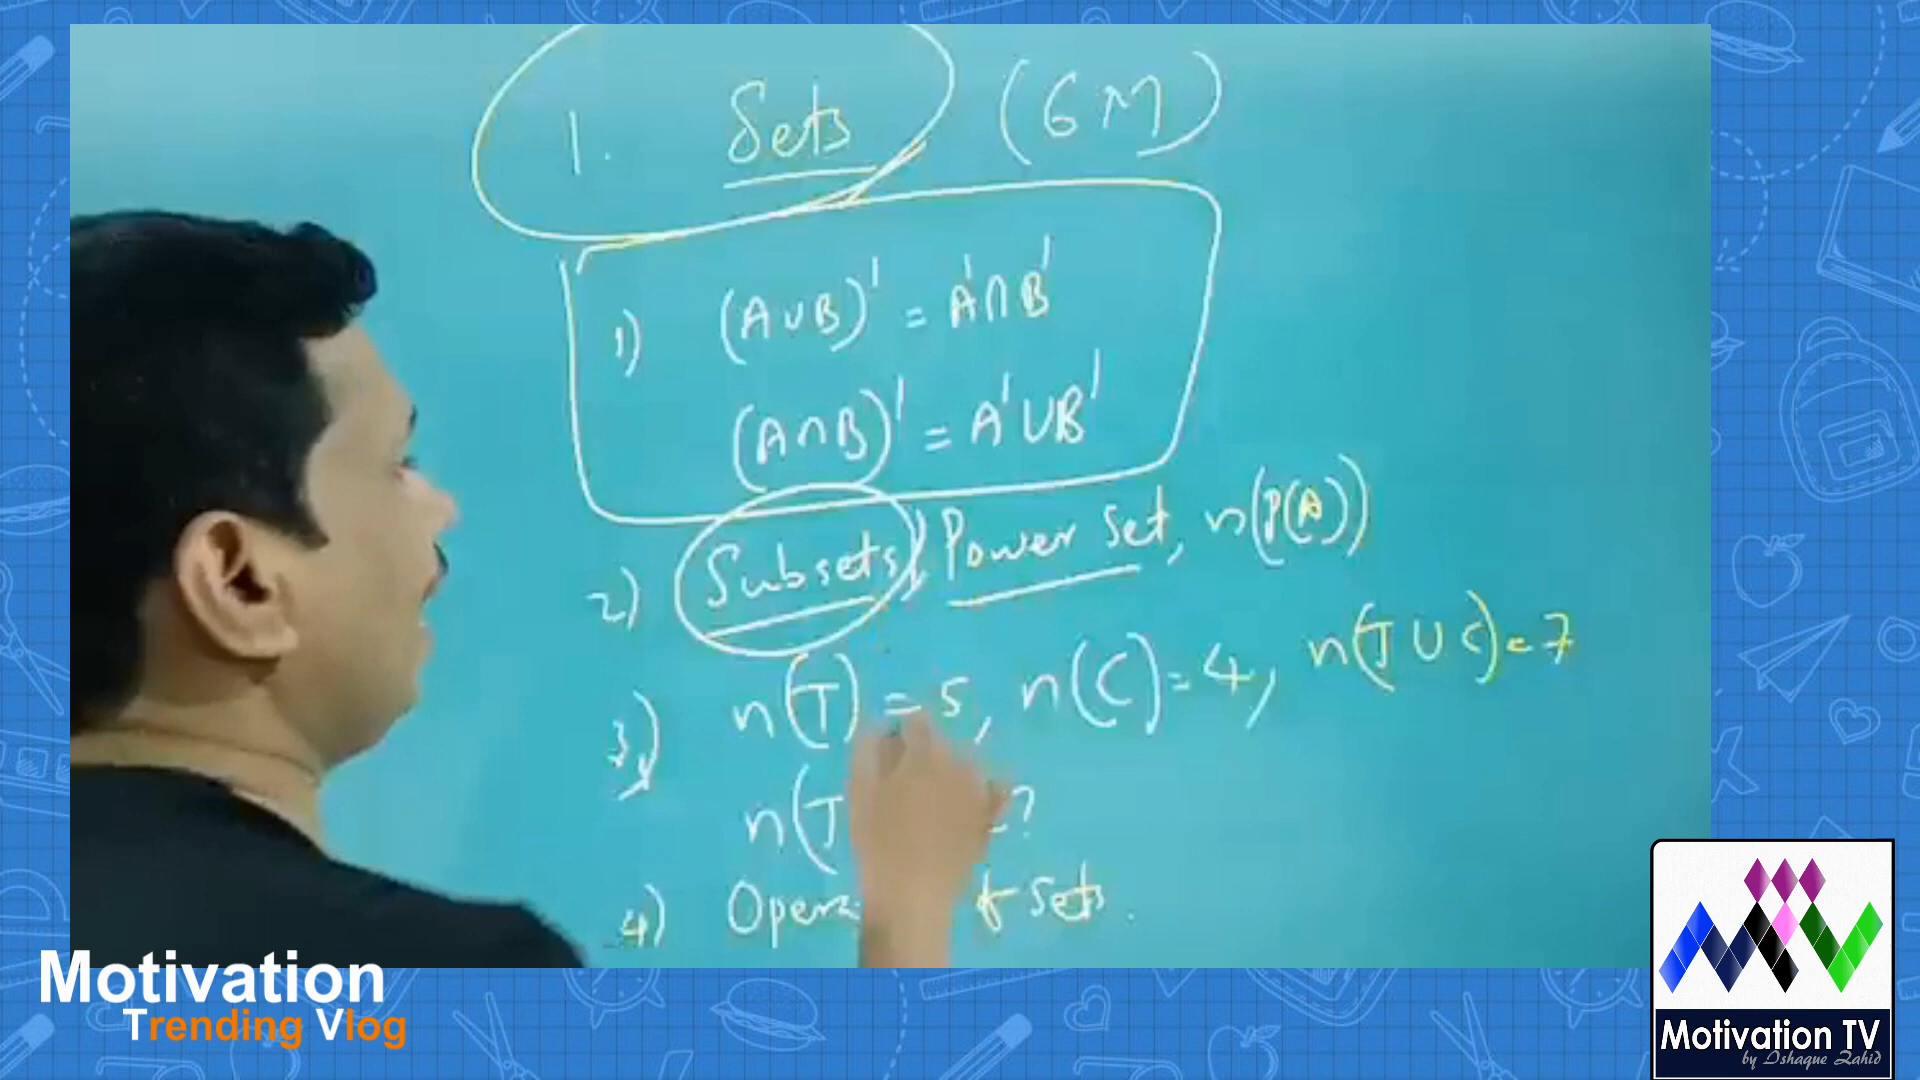 1. Sets (6M)
1) (A∪B)' = A'∩B'
(A∩B)' = A'∪B'
2) Subsets, Power set, n(P(A))
3) n(T) = 5, n(C) = 4, n(T∪C) = 7
n(T ?
4) Opera f sets.
Motivation
Trending Vlog
Motivation TV
by Ishaque Zahid